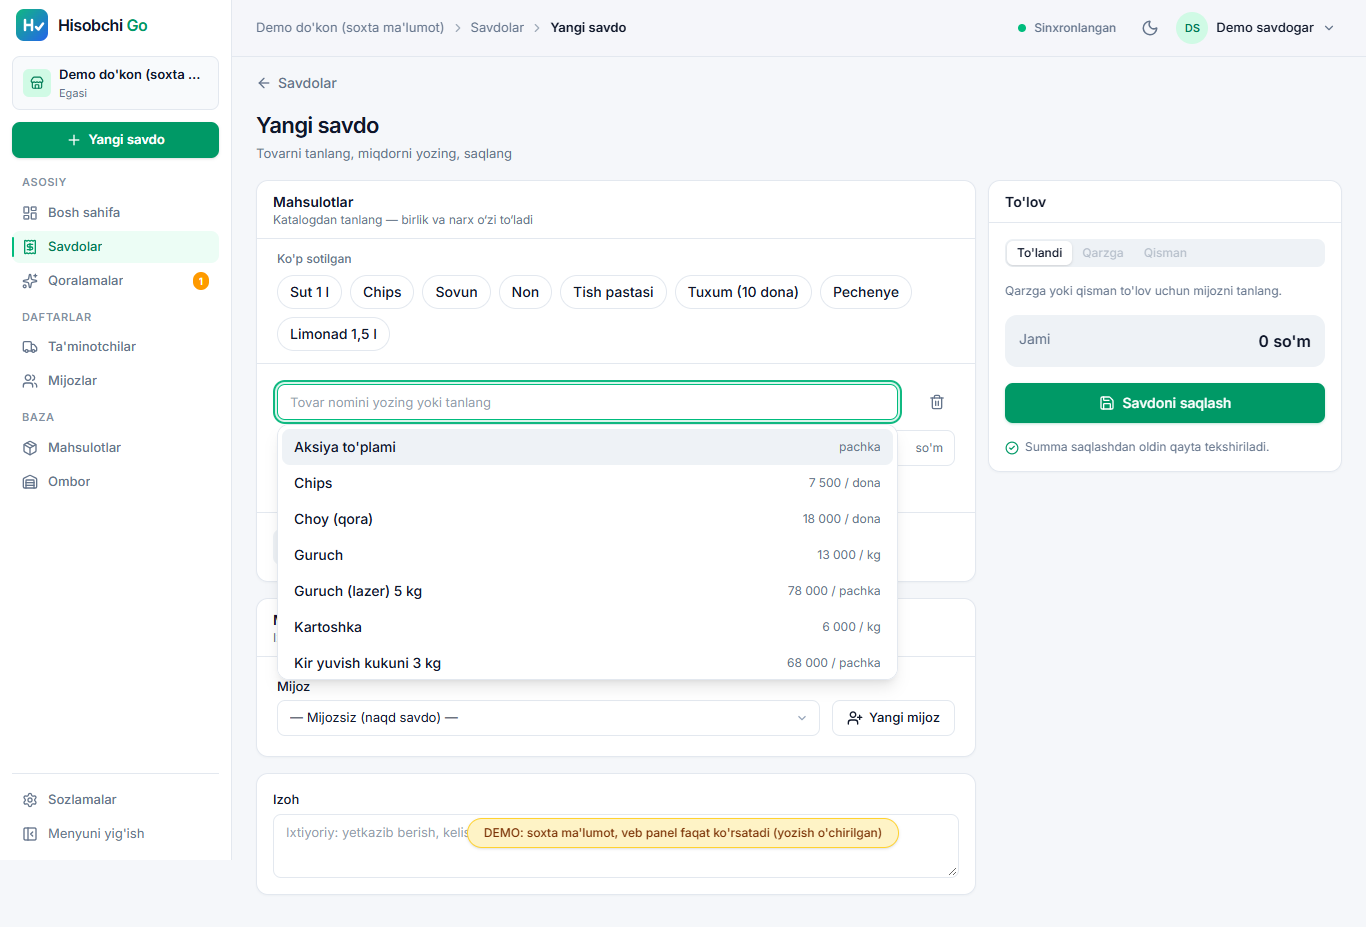 Hisobchi Go
Demo do'kon (soxta ...
Egasi
Yangi savdo
ASOSIY
Bosh sahifa
Savdolar
Qoralamalar
1
DAFTARLAR
Ta'minotchilar
Mijozlar
BAZA
Mahsulotlar
Ombor
Sozlamalar
Menyuni yig'ish
Demo do'kon (soxta ma'lumot) > Savdolar > Yangi savdo
Sinxronlangan
DS
Demo savdogar
Savdolar
Yangi savdo
Tovarni tanlang, miqdorni yozing, saqlang
Mahsulotlar
Katalogdan tanlang — birlik va narx o'zi to'ladi
Ko'p sotilgan
Sut 1 l
Chips
Sovun
Non
Tish pastasi
Tuxum (10 dona)
Pechenye
Limonad 1,5 l
Tovar nomini yozing yoki tanlang
so'm
Aksiya to'plami pachka
Chips 7 500 / dona
Choy (qora) 18 000 / dona
Guruch 13 000 / kg
Guruch (lazer) 5 kg 78 000 / pachka
Kartoshka 6 000 / kg
Kir yuvish kukuni 3 kg 68 000 / pachka
Mijoz
— Mijozsiz (naqd savdo) —
Yangi mijoz
Izoh
Ixtiyoriy: yetkazib berish,
DEMO: soxta ma'lumot, veb panel faqat ko'rsatadi (yozish o'chirilgan)
To'lov
To'landi
Qarzga
Qisman
Qarzga yoki qisman to'lov uchun mijozni tanlang.
Jami 0 so'm
Savdoni saqlash
Summa saqlashdan oldin qayta tekshiriladi.